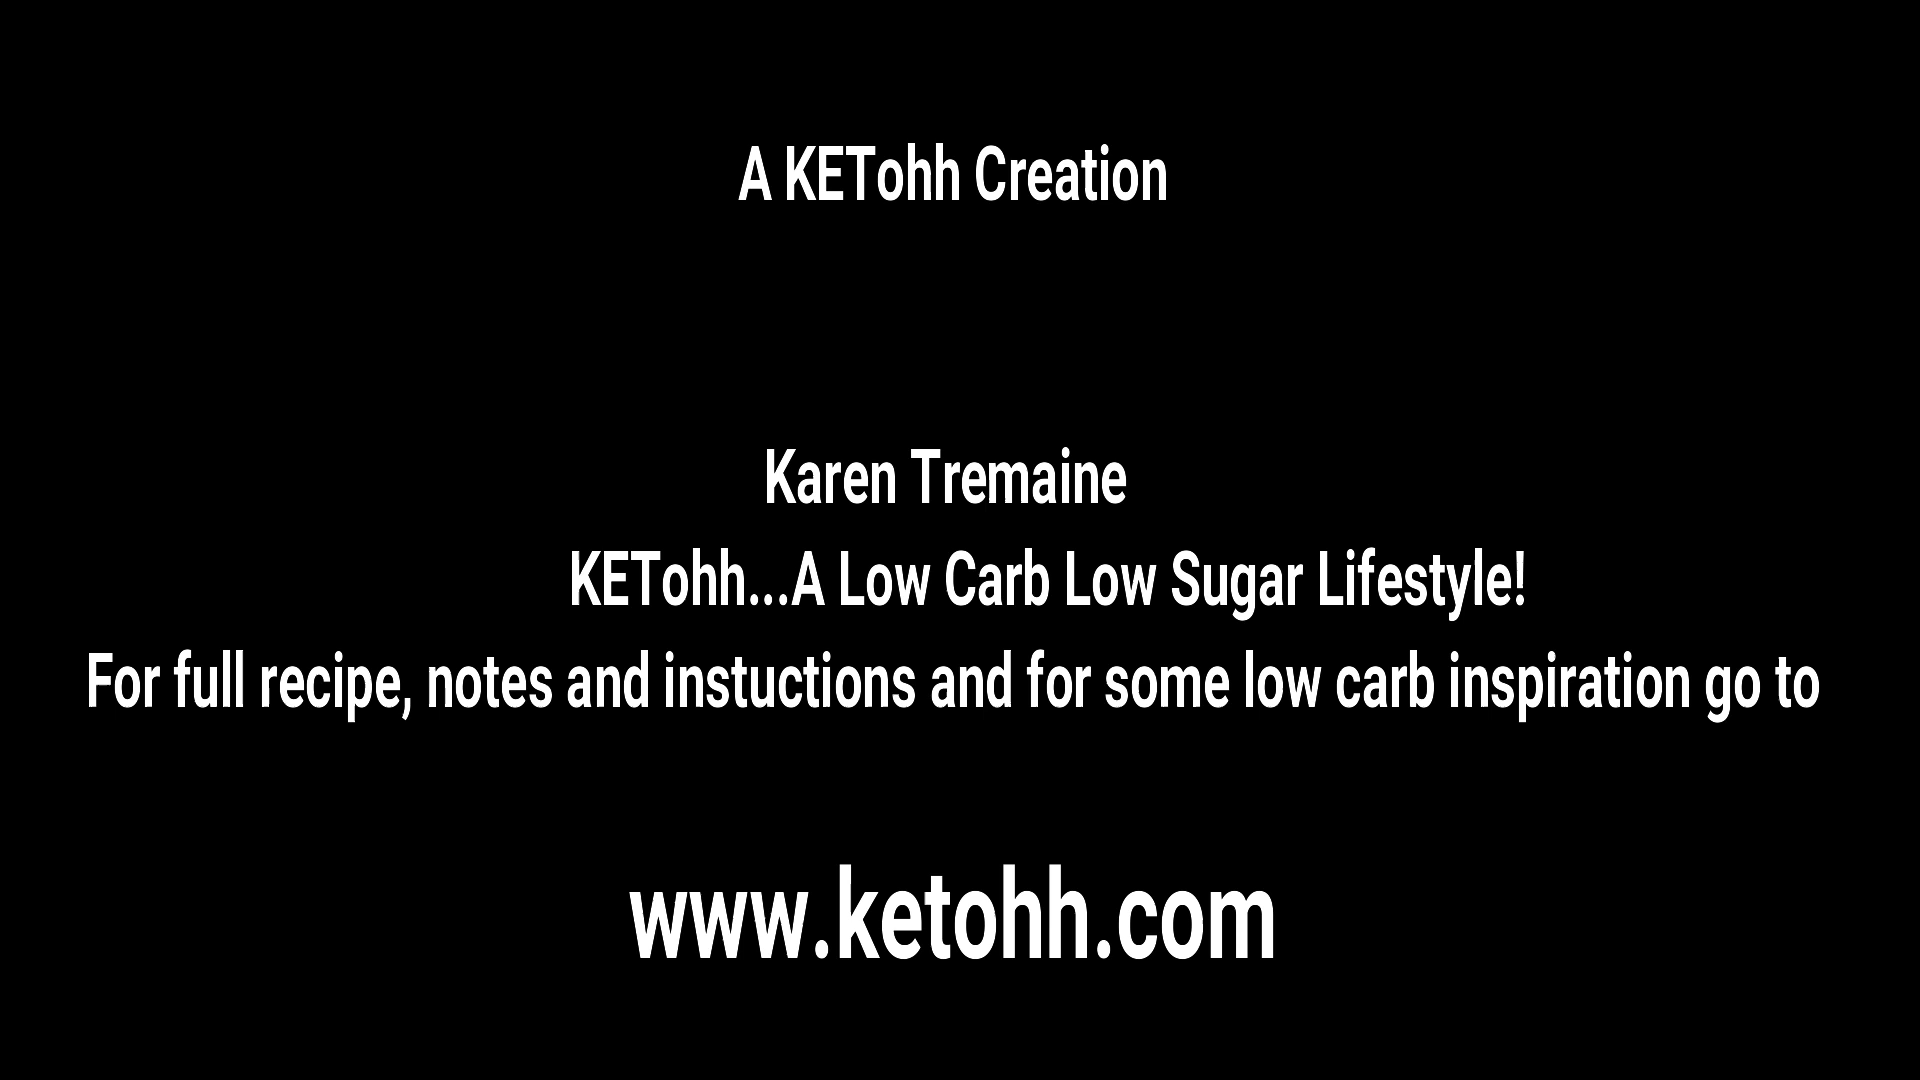 A KETohh Creation
Karen Tremaine
KETohh...A Low Carb Low Sugar Lifestyle!
For full recipe, notes and instuctions and for some low carb inspiration go to
www.ketohh.com